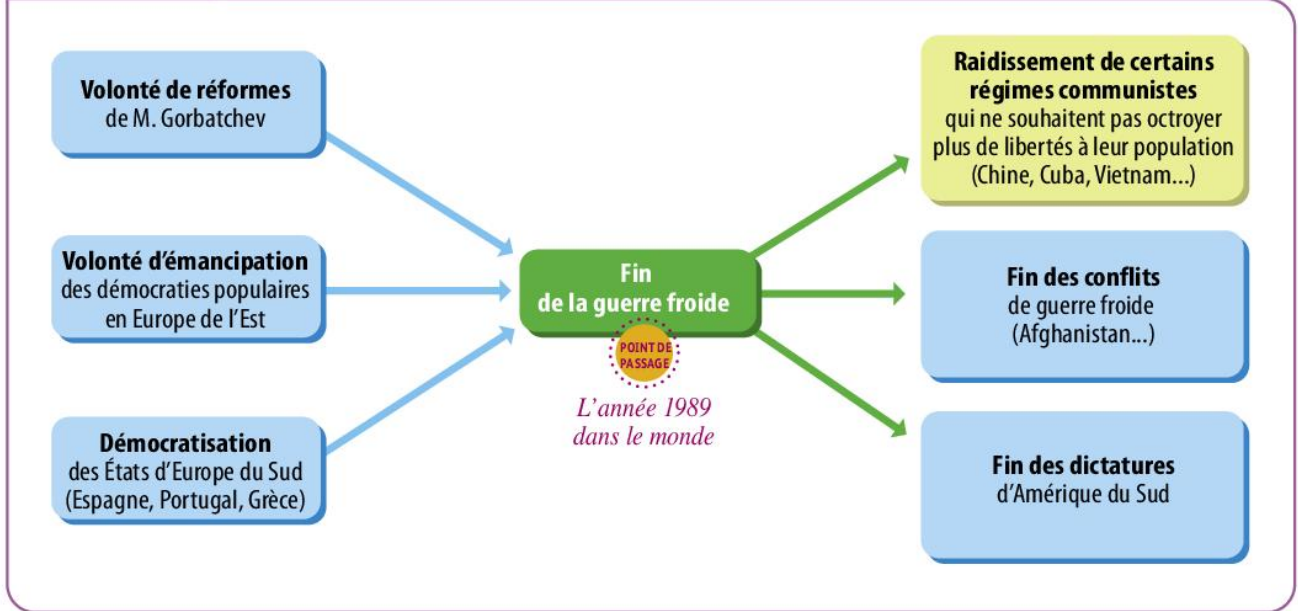 Volonté de réformes
de M. Gorbatchev
Volonté d'émancipation
des démocraties populaires
en Europe de l'Est
Démocratisation
des États d'Europe du Sud
(Espagne, Portugal, Grèce)
Fin
de la guerre froide
POINT DE
PASSAGE
L'année 1989
dans le monde
Raidissement de certains
régimes communistes
qui ne souhaitent pas octroyer
plus de libertés à leur population
(Chine, Cuba, Vietnam...)
Fin des conflits
de guerre froide
(Afghanistan...)
Fin des dictatures
d'Amérique du Sud